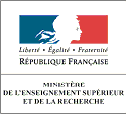 Liberté • Égalité • Fraternité
RÉPUBLIQUE FRANÇAISE
MINISTÈRE
DE L'ENSEIGNEMENT SUPÉRIEUR
ET DE LA RECHERCHE